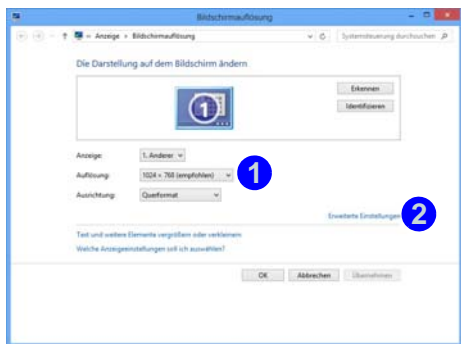 Bildschirmauflösung
Anzeige Bildschirmauflösung
Systemsteuerung durchsuchen
Die Darstellung auf dem Bildschirm ändern
1
Erkennen
Identifizieren
Anzeige: 1. Anderer
Auflösung: 1024 × 768 (empfohlen) 1
Ausrichtung: Querformat
Erweiterte Einstellungen 2
Text und weitere Elemente vergrößern oder verkleinern
Welche Anzeigeeinstellungen soll ich auswählen?
OK Abbrechen Übernehmen